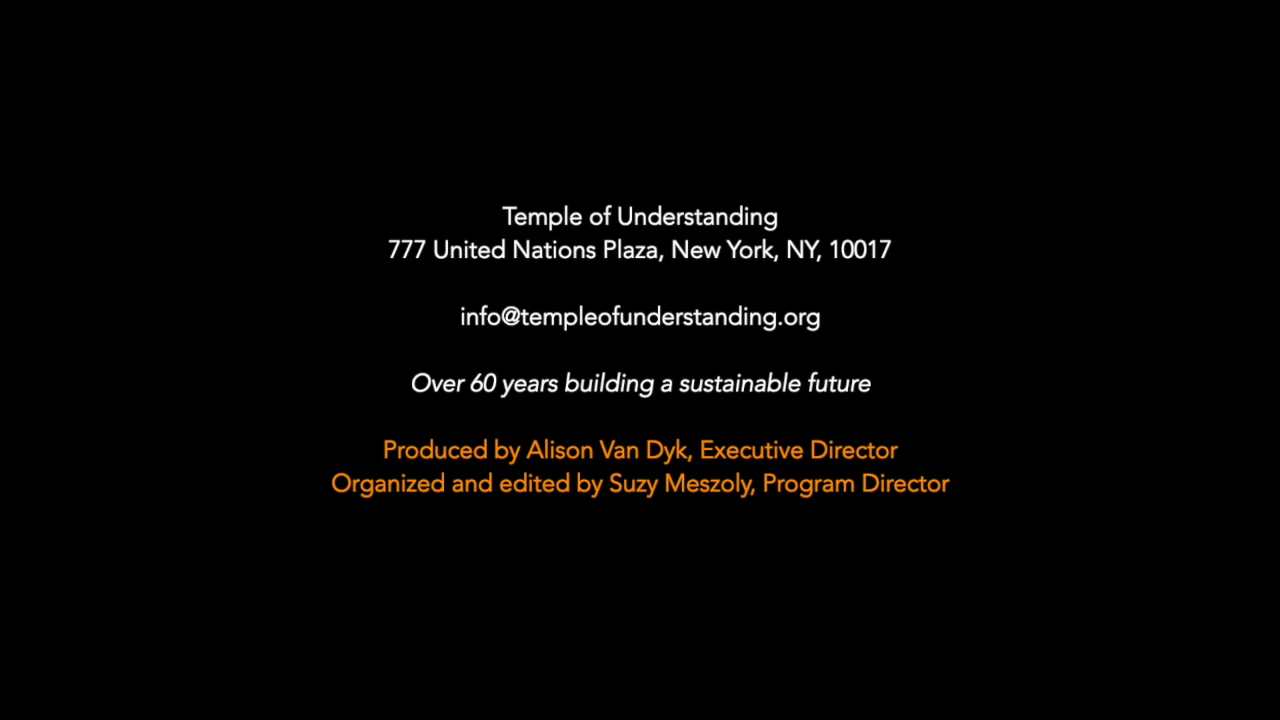 Temple of Understanding
777 United Nations Plaza, New York, NY, 10017
info@templeofunderstanding.org
Over 60 years building a sustainable future
Produced by Alison Van Dyk, Executive Director
Organized and edited by Suzy Meszoly, Program Director